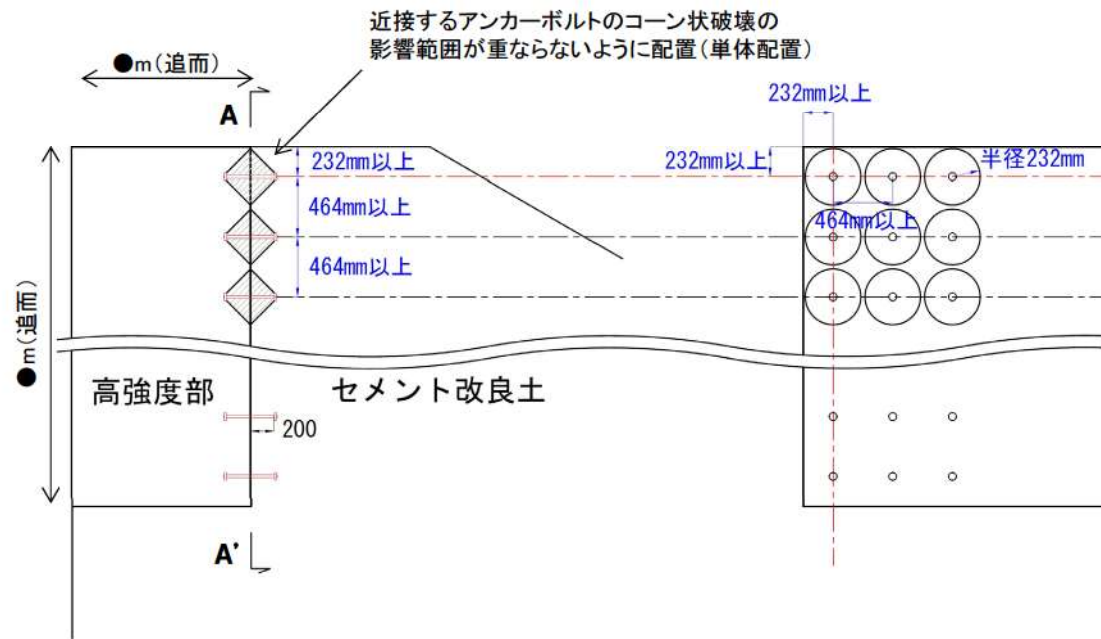 近接するアンカーボルトのコーン状破壊の
影響範囲が重ならないように配置(単体配置)
●m(追而)
A
232mm以上
232mm以上
464mm以上
464mm以上
232mm以上
半径232mm
464mm以上
●m(追而)
高強度部
セメント改良土
200
A'